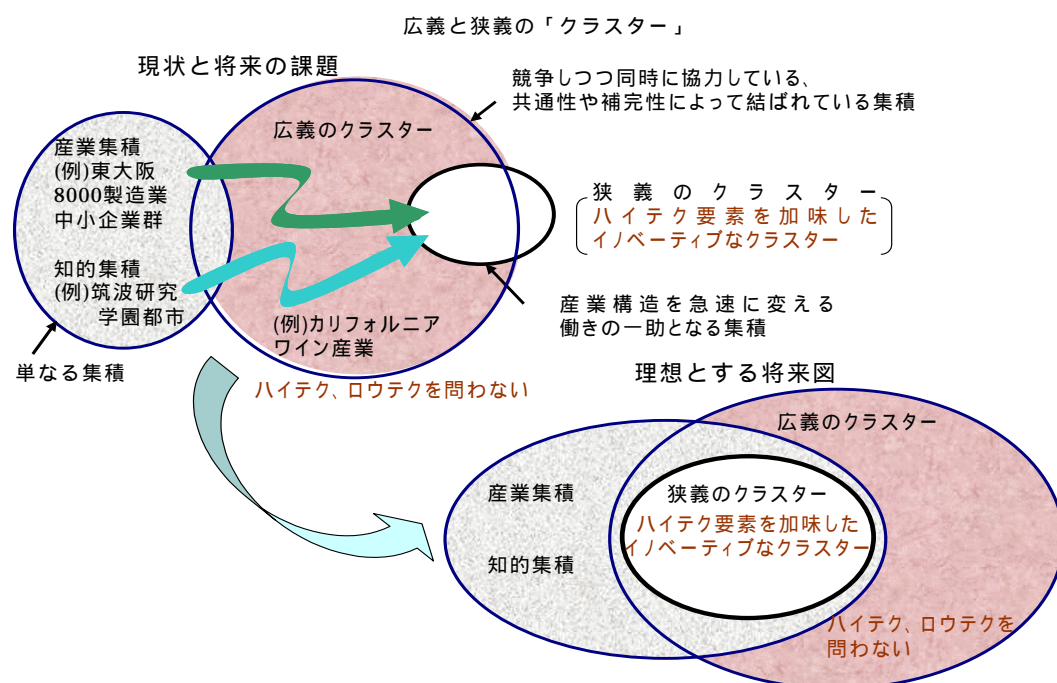 広義と狭義の「クラスター」
現状と将来の課題
競争しつつ同時に協力している、
共通性や補完性によって結ばれている集積
広義のクラスター
産業集積
(例)東大阪
8000製造業
中小企業群
知的集積
(例)筑波研究
学園都市
単なる集積
(例)カリフォルニア
ワイン産業
ハイテク、ロウテクを問わない
狭義のクラスター
ハイテク要素を加味した
イノベーティブなクラスター
産業構造を急速に変える
働きの一助となる集積
理想とする将来図
広義のクラスター
産業集積
知的集積
狭義のクラスター
ハイテク要素を加味した
イノベーティブなクラスター
ハイテク、ロウテクを
問わない